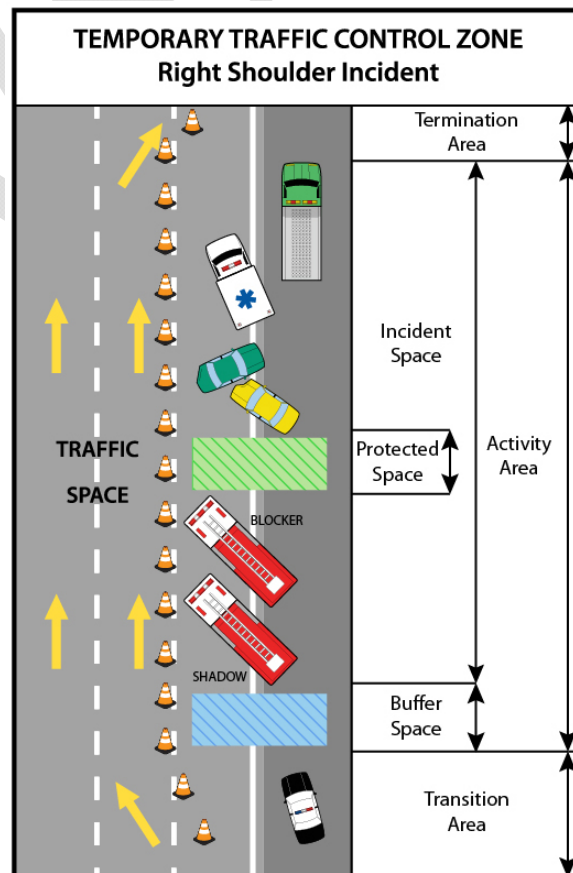 TEMPORARY TRAFFIC CONTROL ZONE
Right Shoulder Incident
Termination
Area
Incident
Space
Activity
Area
TRAFFIC
SPACE
Protected
Space
BLOCKER
SHADOW
Buffer
Space
Transition
Area